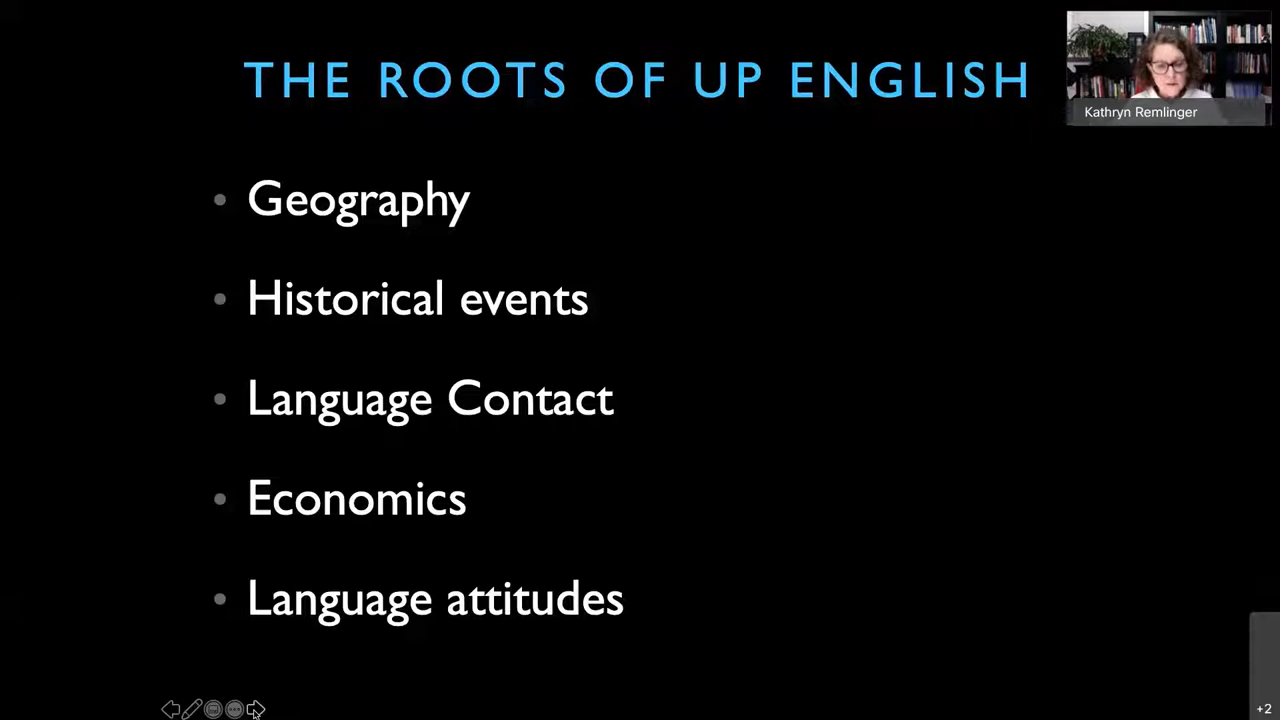 THE ROOTS OF UP ENGLISH
Kathryn Remlinger
• Geography
• Historical events
• Language Contact
• Economics
• Language attitudes
+2